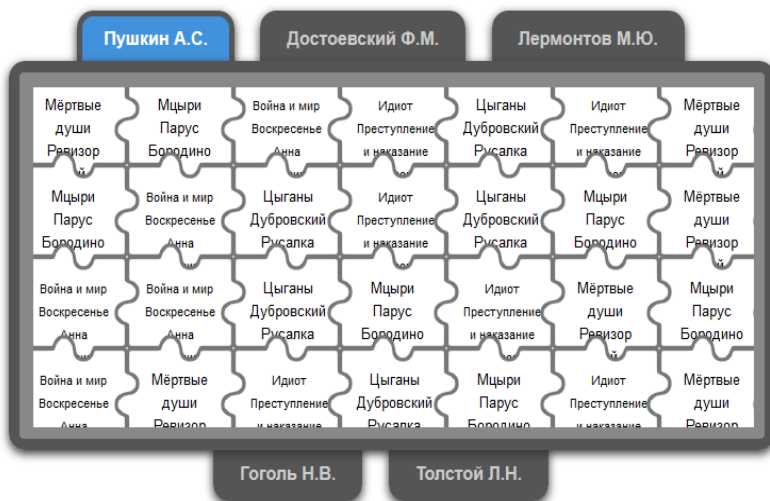 Пушкин А.С. Достоевский Ф.М. Лермонтов М.Ю.
Мёртвые Мцыри Война и мир Идиот Цыганы Идиот Мёртвые
души Парус Воскресенье Преступление Дубровский Преступление души
Ревизор Бородино Анна и наказание Русалка и наказание Ревизор
Мцыри Война и мир Цыганы Идиот Цыганы Мцыри Мёртвые
Парус Воскресенье Дубровский Преступление Дубровский Парус души
Бородино Анна Русалка и наказание Русалка Бородино Ревизор
Война и мир Война и мир Цыганы Мцыри Идиот Мёртвые Мцыри
Воскресенье Воскресенье Дубровский Парус Преступление души Парус
Анна Анна Русалка Бородино и наказание Ревизор Бородино
Война и мир Мёртвые Идиот Цыганы Мцыри Идиот Мёртвые
Воскресенье души Преступление Дубровский Парус Преступление души
Анна Ревизор и наказание Русалка Бородино и наказание Ревизор
Гоголь Н.В. Толстой Л.Н.